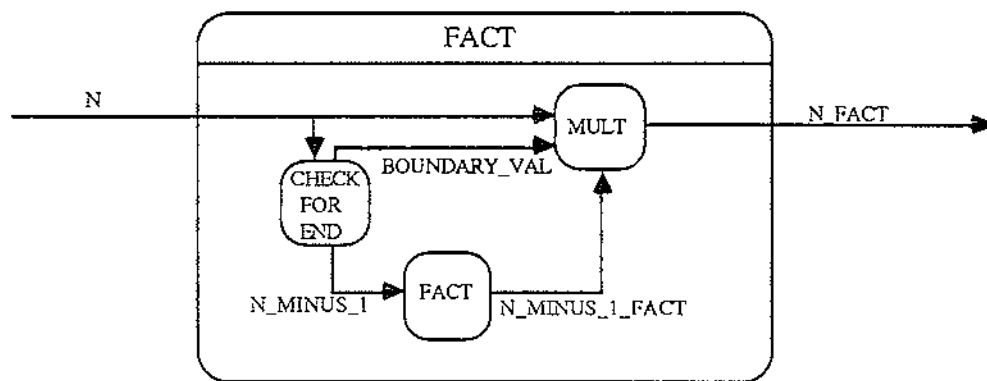 FACT
N
MULT
N_FACT
BOUNDARY_VAL
CHECK
FOR
END
N_MINUS_1
FACT
N_MINUS_1_FACT